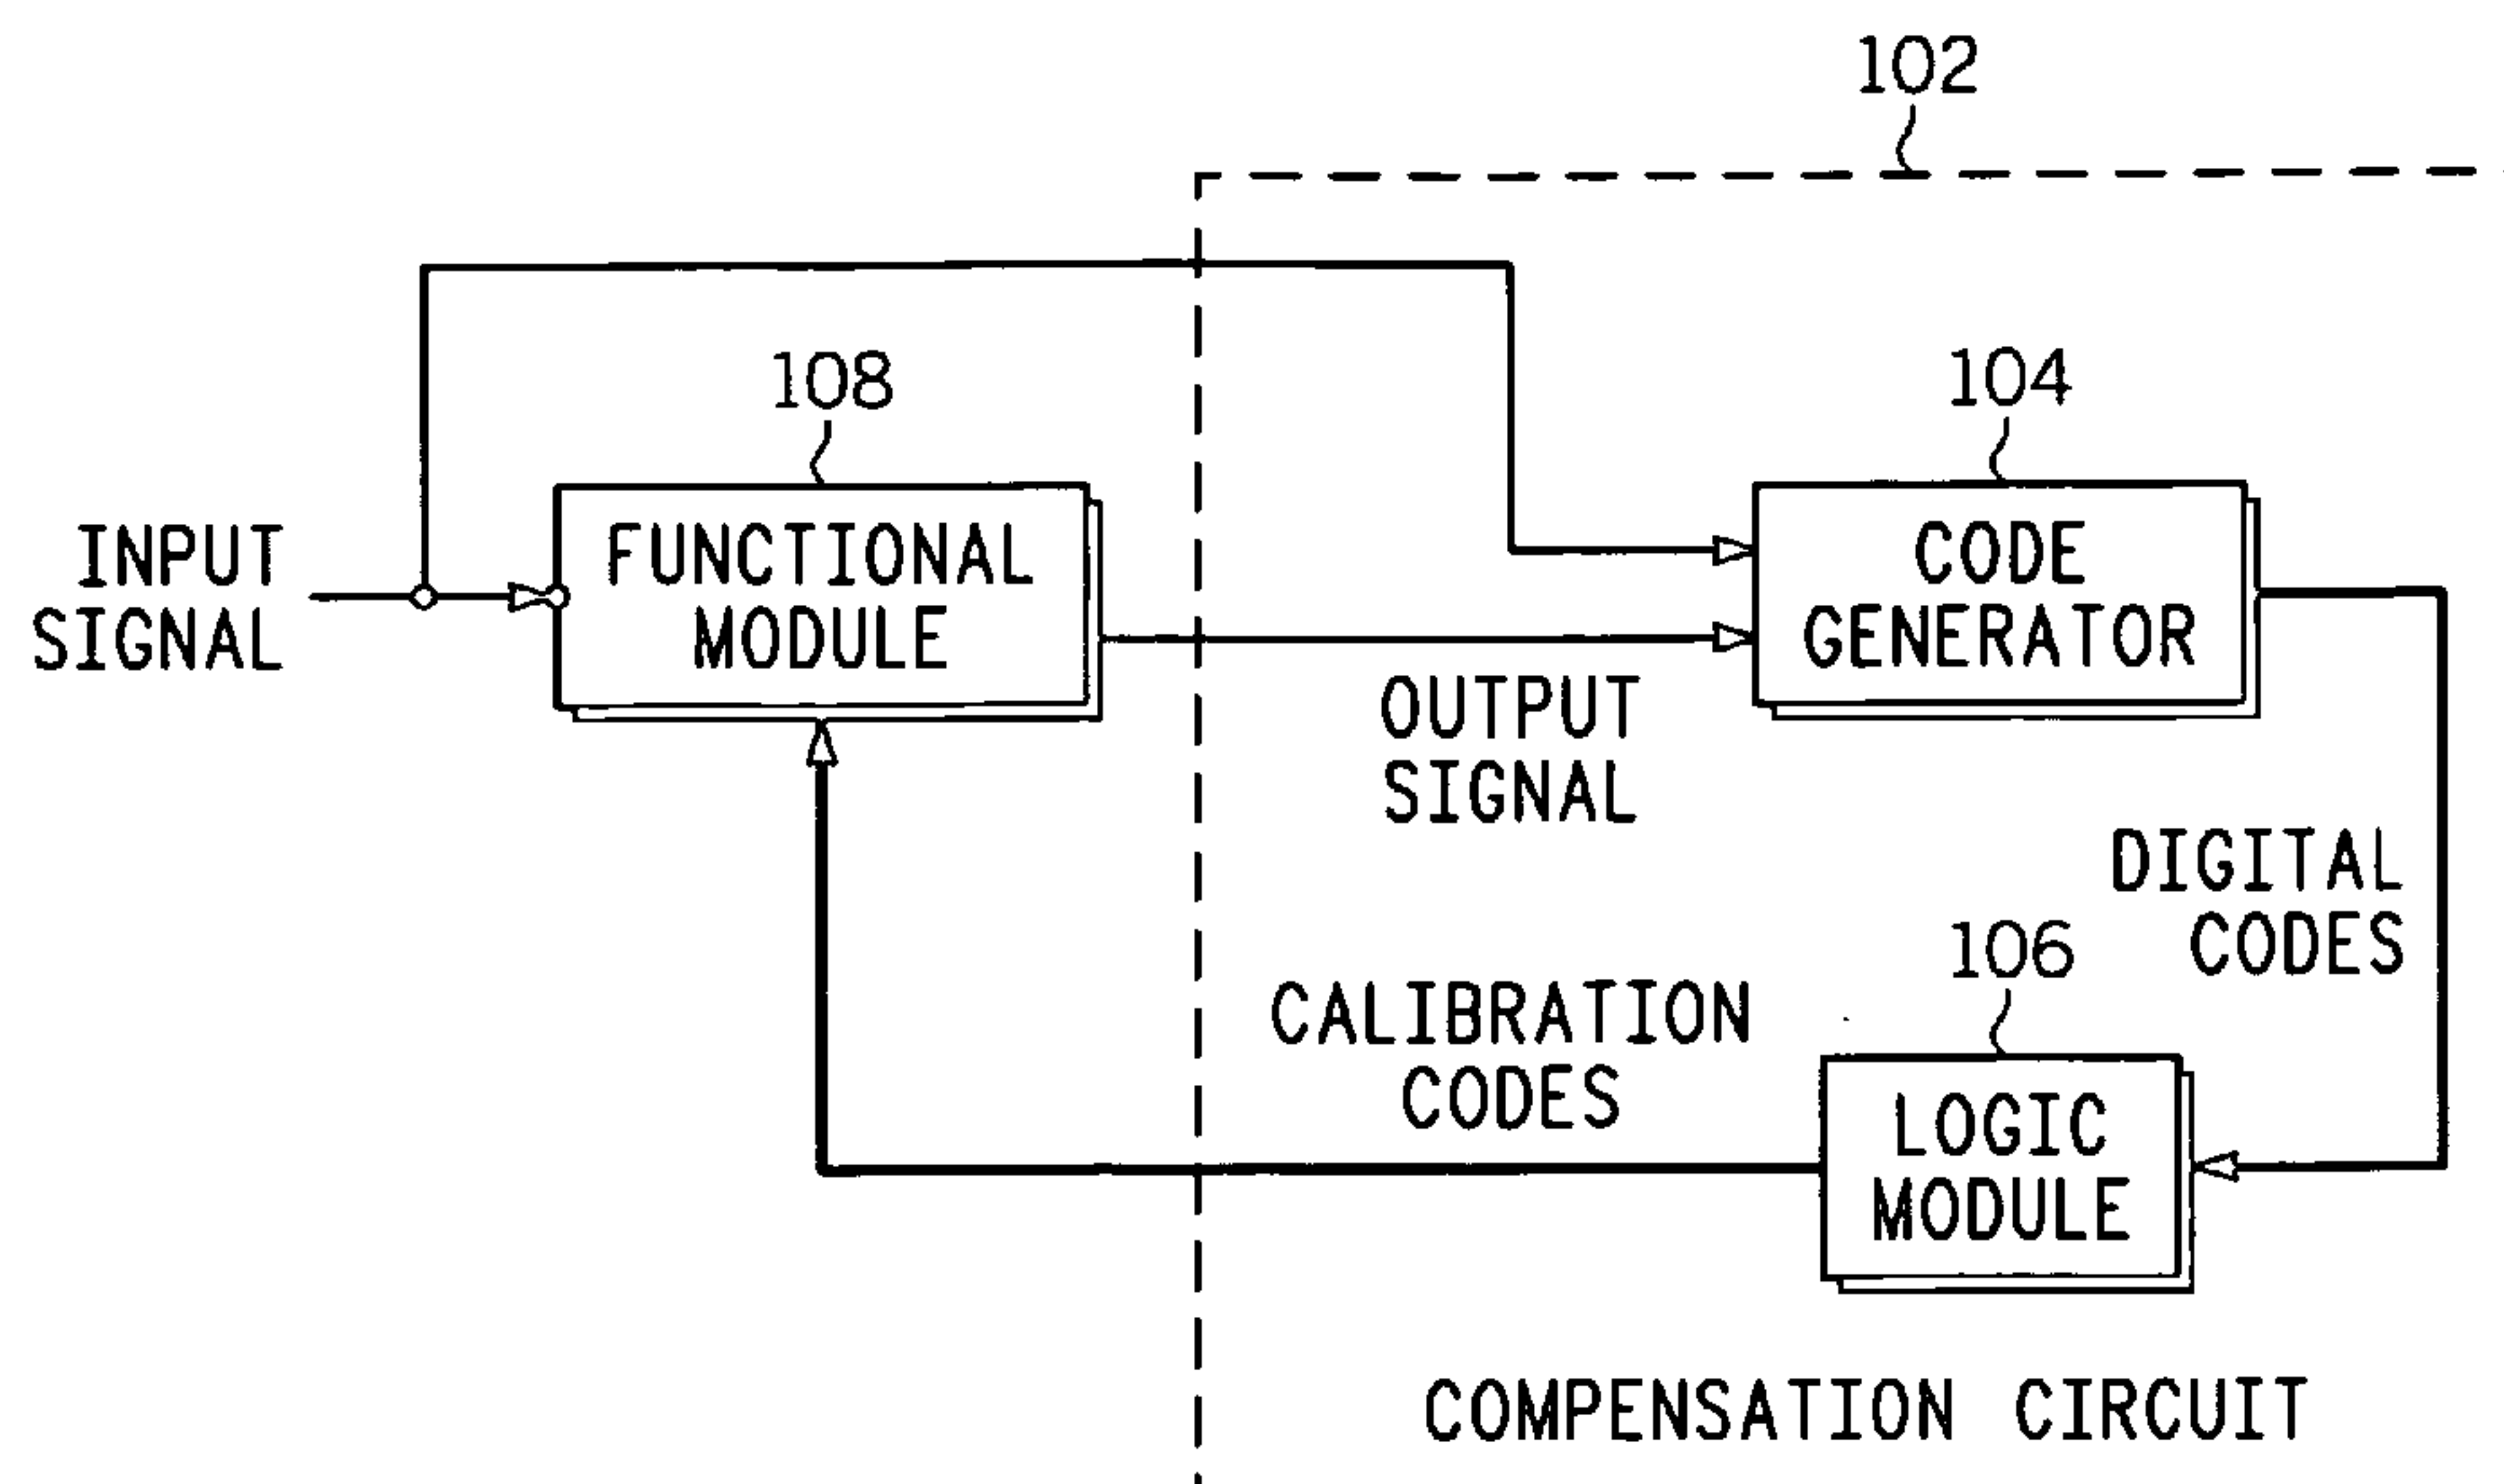 102
108
104
INPUT
SIGNAL
FUNCTIONAL
MODULE
CODE
GENERATOR
OUTPUT
SIGNAL
DIGITAL
CODES
106
CALIBRATION
CODES
LOGIC
MODULE
COMPENSATION CIRCUIT